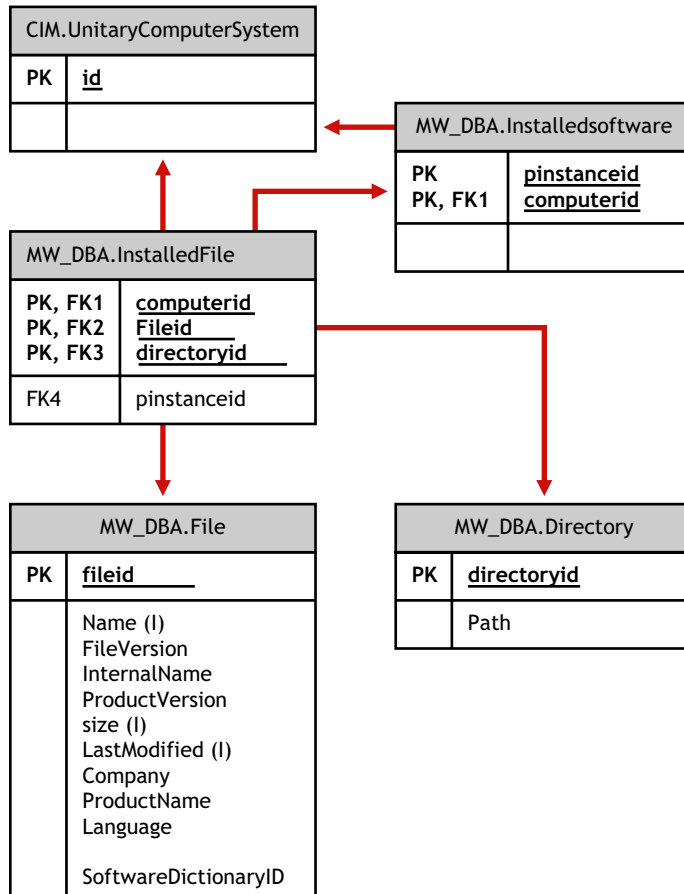 CIM.UnitaryComputerSystem
PK id
MW_DBA.Installedsoftware
PK pinstanceid
PK, FK1 computerid
MW_DBA.InstalledFile
PK, FK1 computerid
PK, FK2 Fileid
PK, FK3 directoryid
FK4 pinstanceid
MW_DBA.File
PK fileid
Name (I)
FileVersion
InternalName
ProductVersion
size (I)
LastModified (I)
Company
ProductName
Language
SoftwareDictionaryID
MW_DBA.Directory
PK directoryid
Path